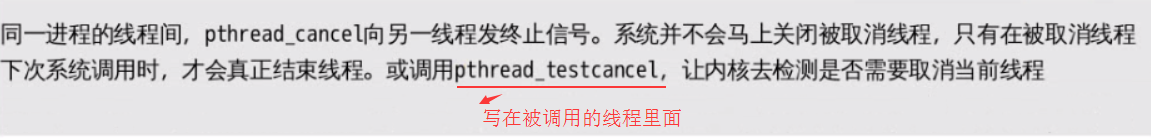 同一进程的线程间，pthread_cancel向另一线程发终止信号。系统并不会马上关闭被取消线程，只有在被取消线程
下次系统调用时，才会真正结束线程。或调用pthread_testcancel，让内核去检测是否需要取消当前线程
写在被调用的线程里面